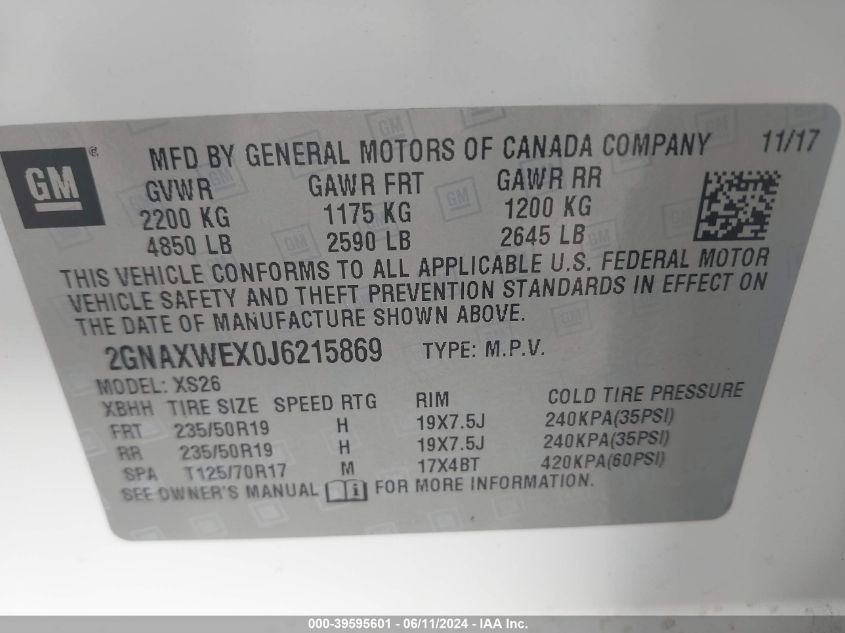 GM ® MFD BY GENERAL MOTORS OF CANADA COMPANY 11/17
GVWR GAWR FRT GAWR RR
2200 KG 1175 KG 1200 KG
4850 LB 2590 LB 2645 LB
THIS VEHICLE CONFORMS TO ALL APPLICABLE U.S. FEDERAL MOTOR
VEHICLE SAFETY AND THEFT PREVENTION STANDARDS IN EFFECT ON
THE DATE OF MANUFACTURE SHOWN ABOVE.
2GNAXWEX0J6215869 TYPE: M.P.V.
MODEL: XS26
XBHH TIRE SIZE SPEED RTG RIM COLD TIRE PRESSURE
FRT 235/50R19 H 19X7.5J 240KPA(35PSI)
RR 235/50R19 H 19X7.5J 240KPA(35PSI)
SPA T125/70R17 M 17X4BT 420KPA(60PSI)
SEE OWNER'S MANUAL i FOR MORE INFORMATION.
000-39595601 - 06/11/2024 - IAA Inc.